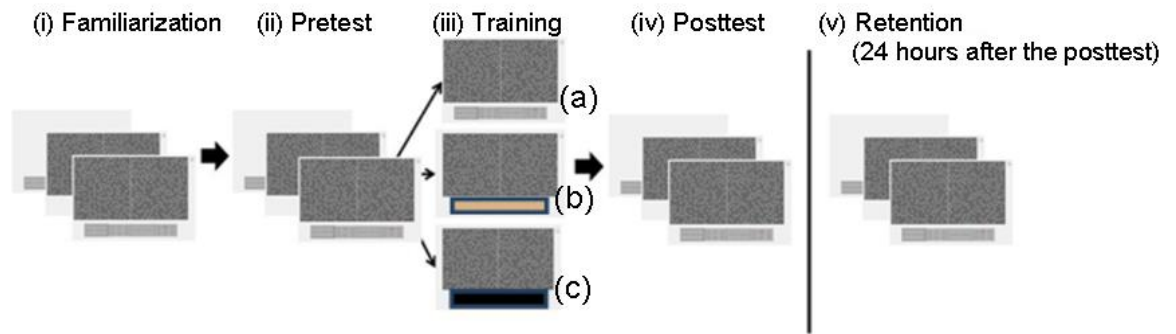 (i) Familiarization
(ii) Pretest
(iii) Training
(iv) Posttest
(v) Retention
(24 hours after the posttest)
(a)
(b)
(c)